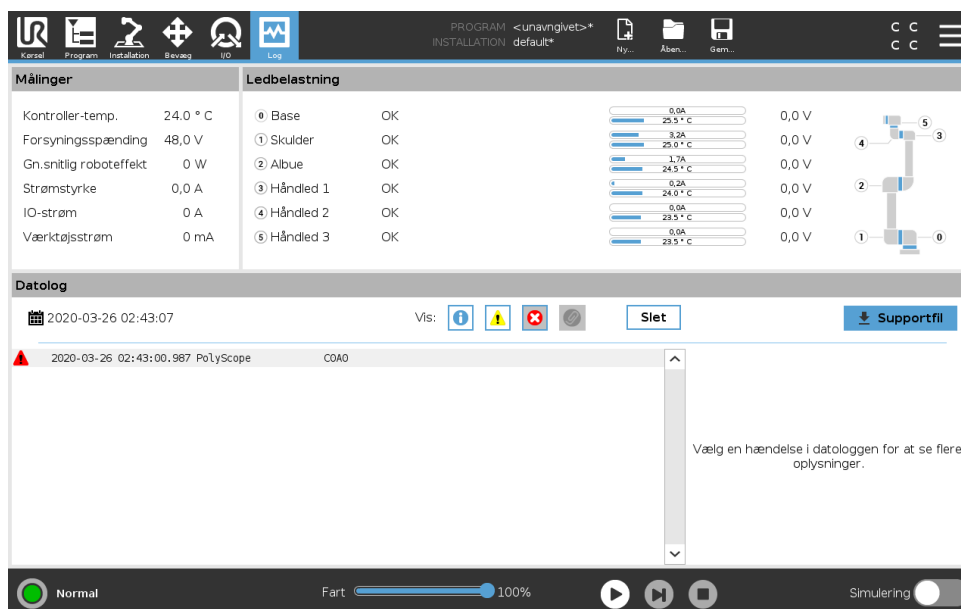 PROGRAM <unavngivet>*
INSTALLATION default*
Kørsel Program Installation Bevæg I/O Log Ny... Åben... Gem...
C C
C C
Målinger
Kontroller-temp. 24.0 ° C
Forsyningsspænding 48,0 V
Gn.snitlig roboteffekt 0 W
Strømstyrke 0,0 A
IO-strøm 0 A
Værktøjsstrøm 0 mA
Ledbelastning
0 Base OK 0,0A 25.5 ° C 0,0 V
1 Skulder OK 3,2A 25.0 ° C 0,0 V
2 Albue OK 1,7A 24.5 ° C 0,0 V
3 Håndled 1 OK 0,2A 24.0 ° C 0,0 V
4 Håndled 2 OK 0,0A 23.5 ° C 0,0 V
5 Håndled 3 OK 0,0A 23.5 ° C 0,0 V
5
4 3
2
1 0
Datolog
2020-03-26 02:43:07 Vis: Slet Supportfil
2020-03-26 02:43:00.987 PolyScope C0A0
Vælg en hændelse i datologgen for at se flere
oplysninger.
Normal Fart 100% Simulering